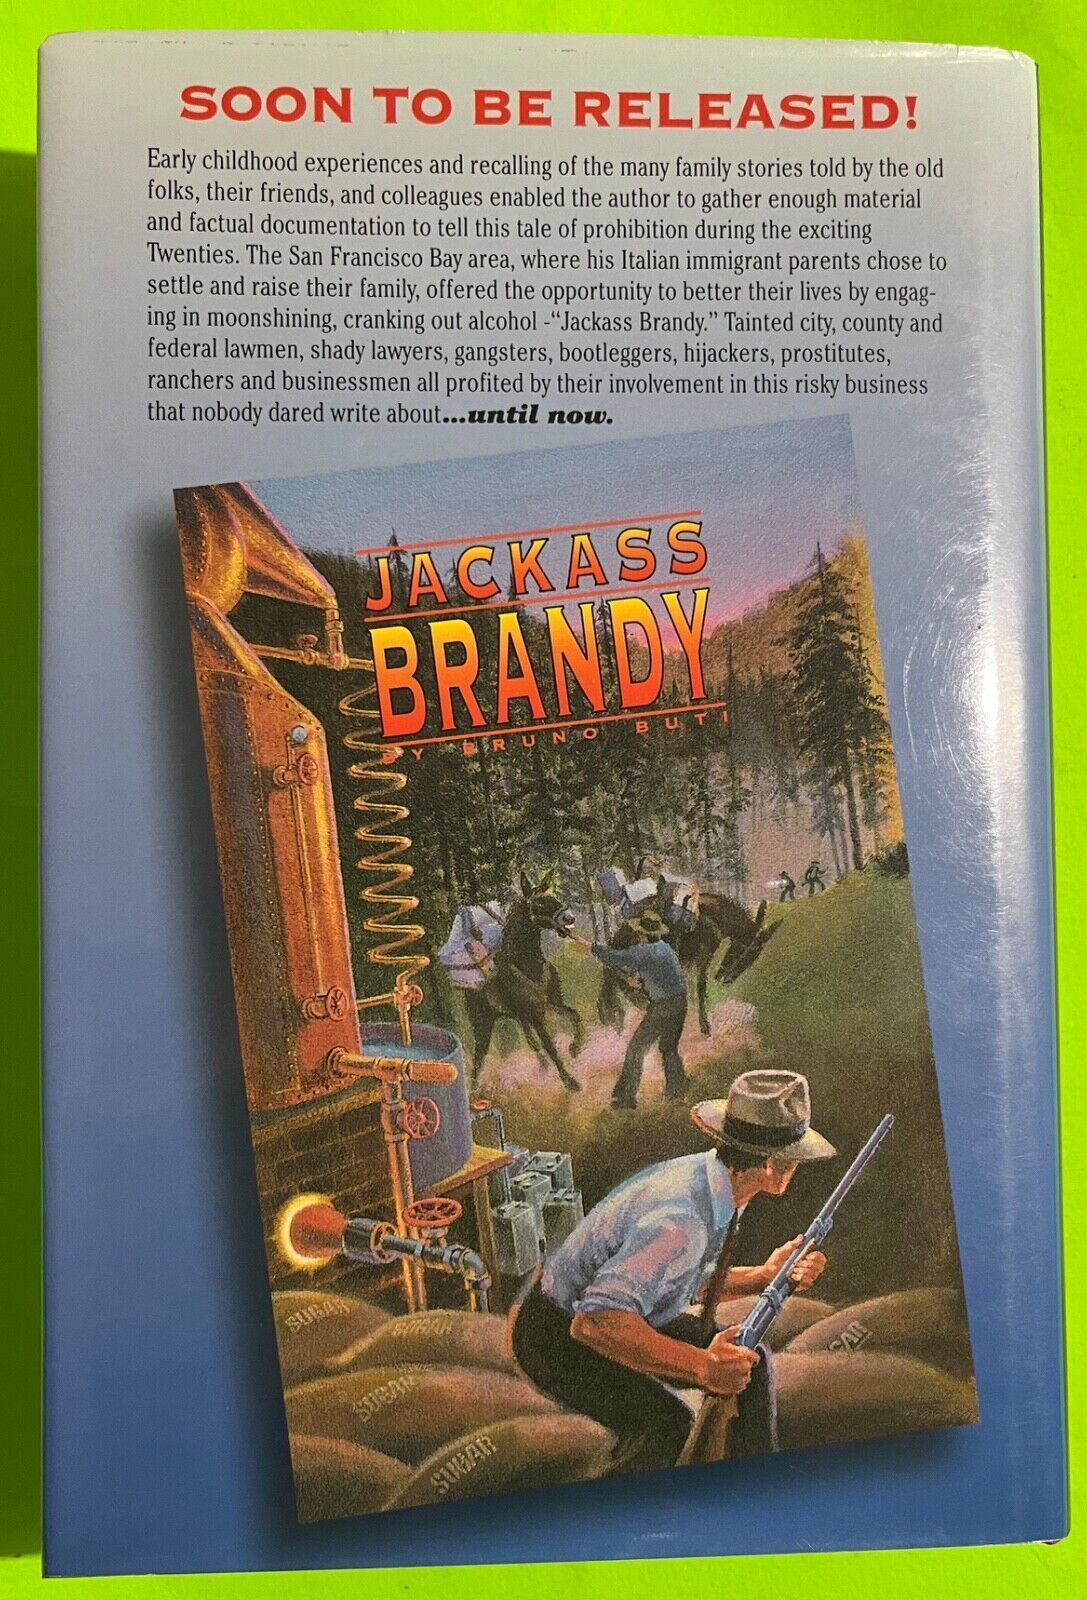 SOON TO BE RELEASED!
Early childhood experiences and recalling of the many family stories told by the old
folks, their friends, and colleagues enabled the author to gather enough material
and factual documentation to tell this tale of prohibition during the exciting
Twenties. The San Francisco Bay area, where his Italian immigrant parents chose to
settle and raise their family, offered the opportunity to better their lives by engag-
ing in moonshining, cranking out alcohol -“Jackass Brandy.” Tainted city, county and
federal lawmen, shady lawyers, gangsters, bootleggers, hijackers, prostitutes,
ranchers and businessmen all profited by their involvement in this risky business
that nobody dared write about...until now.
JACKASS
BRANDY
BY BRUNO BUTI
SUGAR
SUGAR
SUGAR
SUGAR
GAR